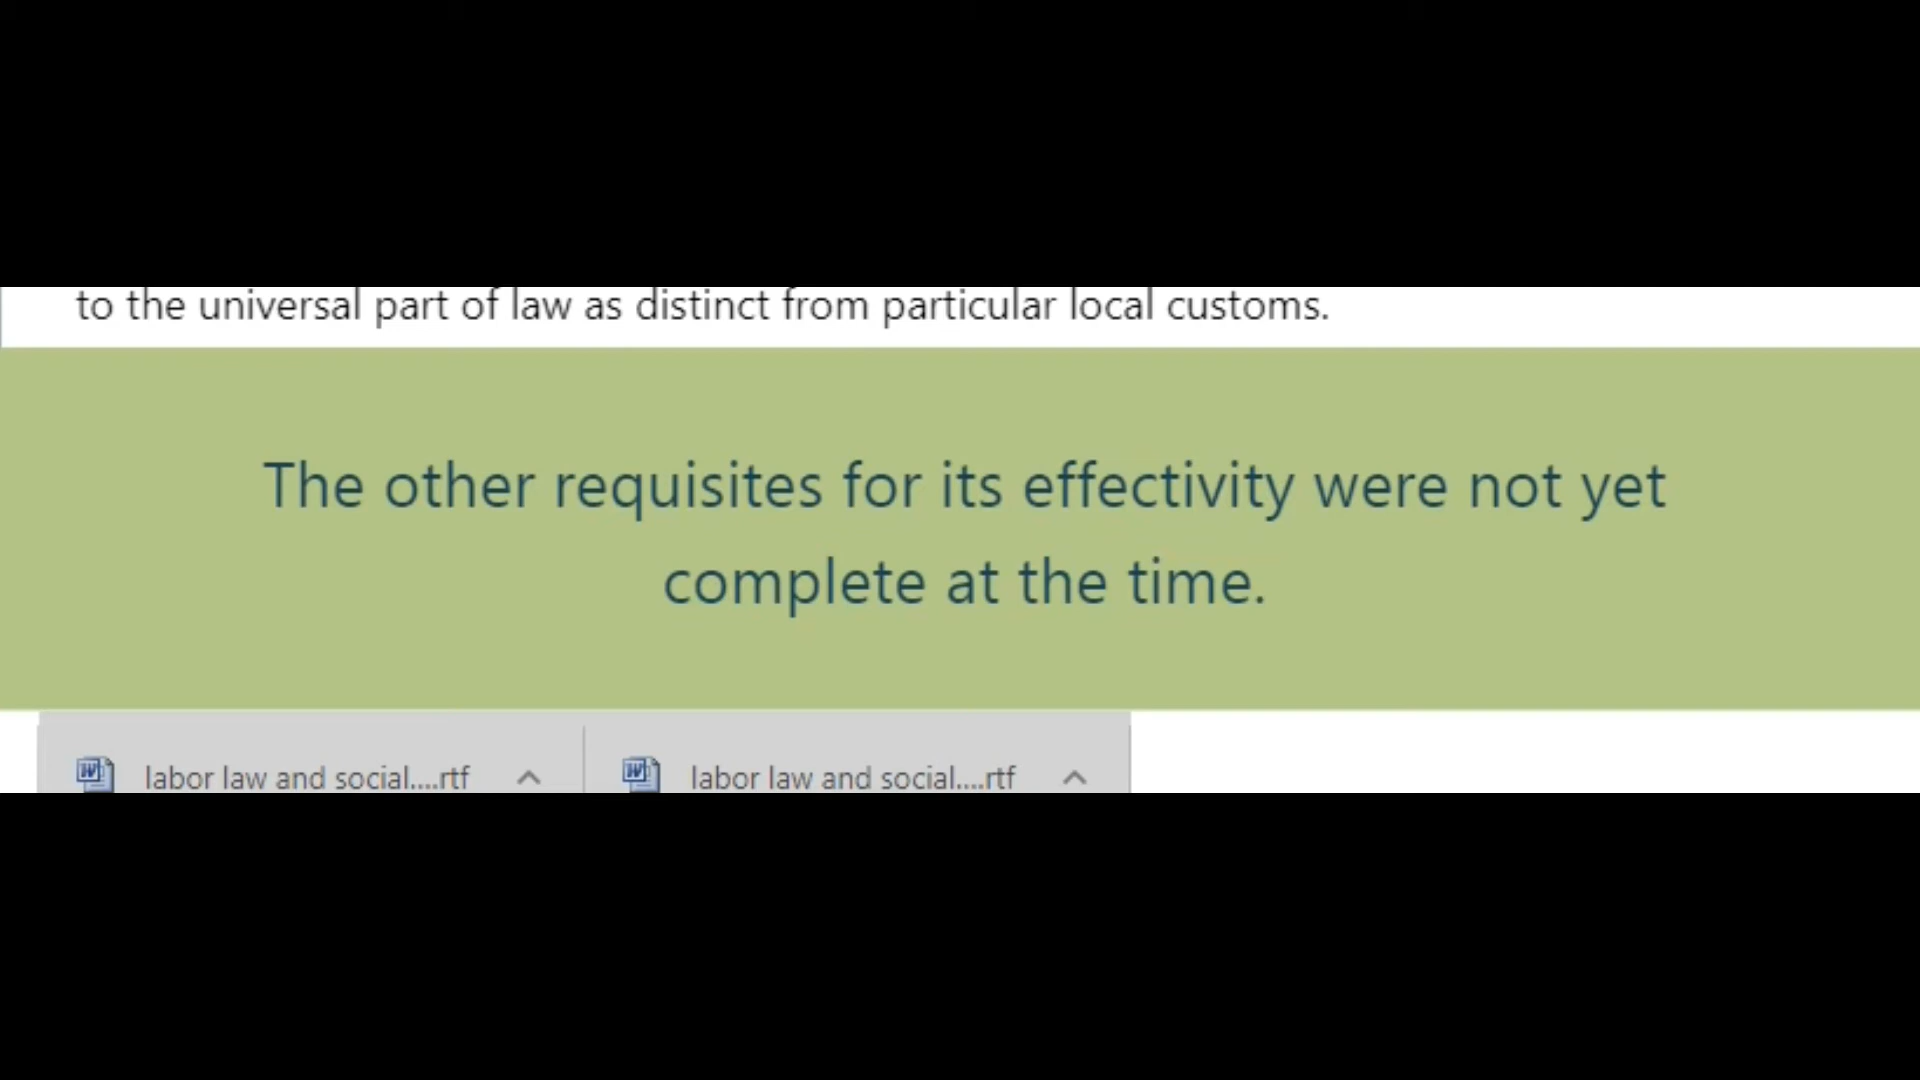 to the universal part of law as distinct from particular local customs.
The other requisites for its effectivity were not yet
complete at the time.
labor law and social....rtf
labor law and social....rtf